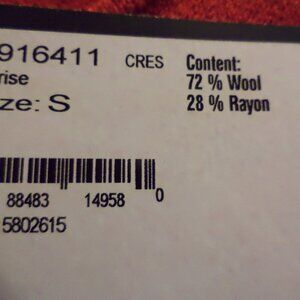 916411 CRES
rise
ze: S
Content:
72 % Wool
28 % Rayon
88483 14958 0
5802615